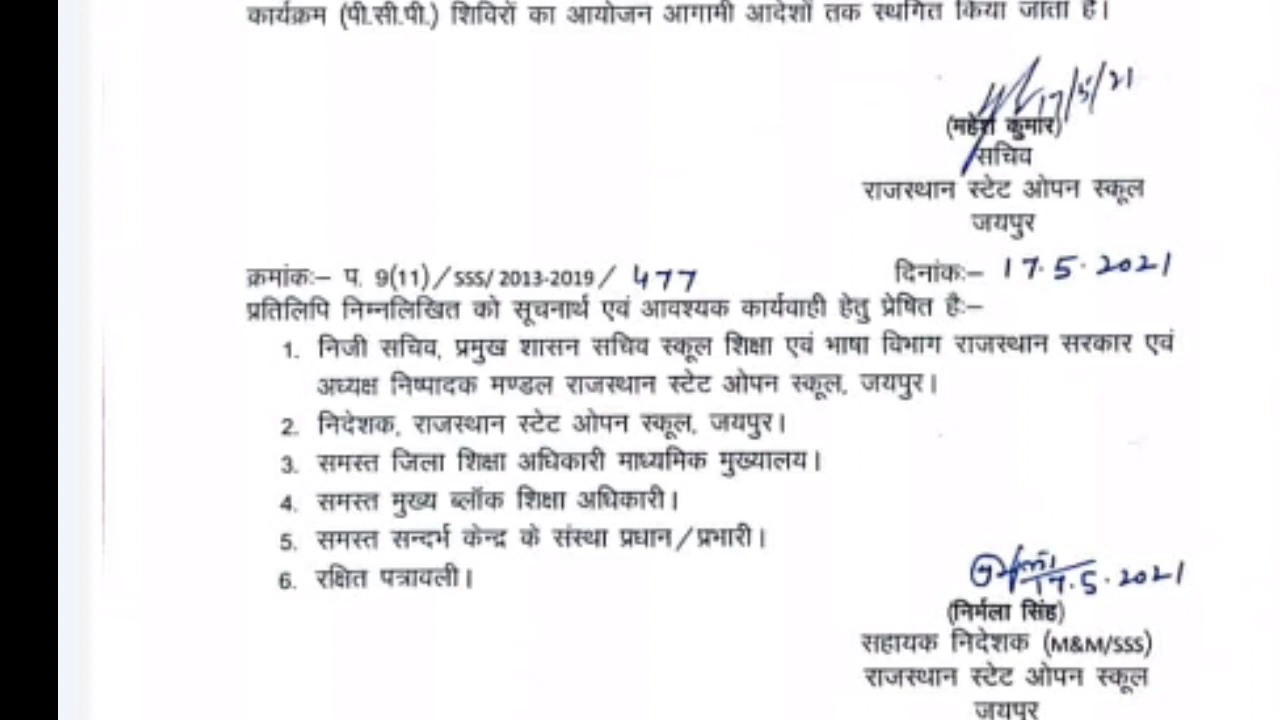 कार्यक्रम (पी.सी.पी.) शिविरों का आयोजन आगामी आदेशों तक स्थगित किया जाता है।
17/5/21
(महेश कुमार)
सचिव
राजस्थान स्टेट ओपन स्कूल
जयपुर
क्रमांकः– प. 9(11)/SSS/2013-2019/ 477 दिनांकः– 17.5.2021
प्रतिलिपि निम्नलिखित को सूचनार्थ एवं आवश्यक कार्यवाही हेतु प्रेषित हैः–
1. निजी सचिव, प्रमुख शासन सचिव स्कूल शिक्षा एवं भाषा विभाग राजस्थान सरकार एवं
अध्यक्ष निष्पादक मण्डल राजस्थान स्टेट ओपन स्कूल, जयपुर।
2. निदेशक, राजस्थान स्टेट ओपन स्कूल, जयपुर।
3. समस्त जिला शिक्षा अधिकारी माध्यमिक मुख्यालय।
4. समस्त मुख्य ब्लॉक शिक्षा अधिकारी।
5. समस्त सन्दर्भ केन्द्र के संस्था प्रधान/प्रभारी।
6. रक्षित पत्रावली।
17.5.2021
(निर्मला सिंह)
सहायक निदेशक (M&M/SSS)
राजस्थान स्टेट ओपन स्कूल
जयपुर